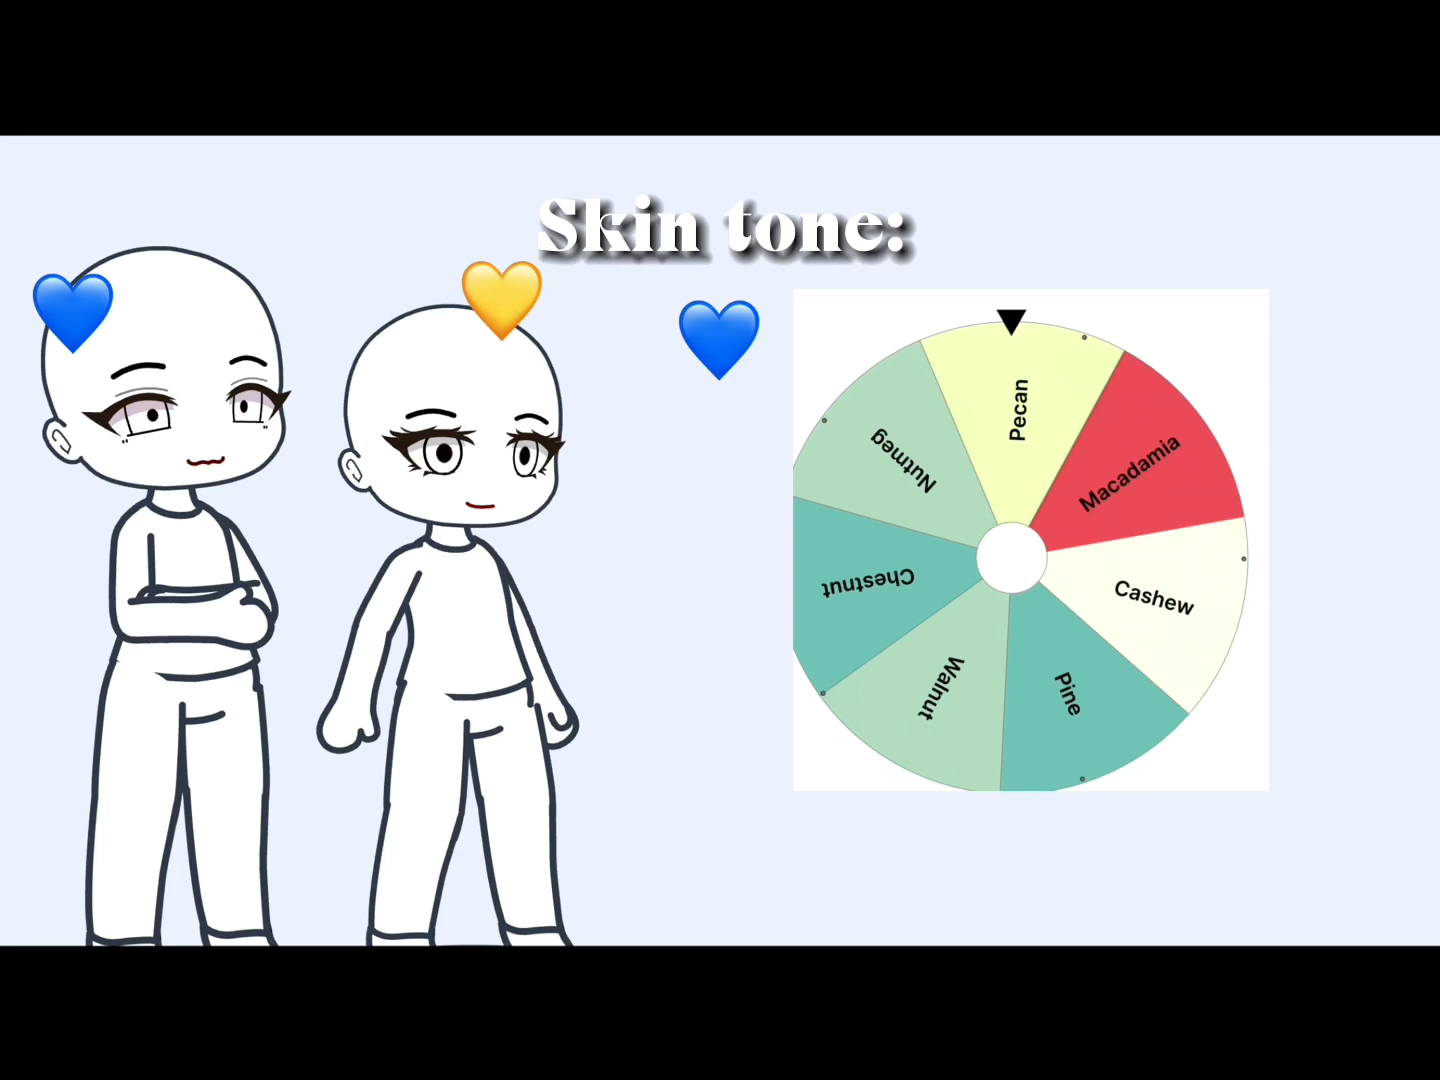 Skin tone:
Pecan
Macadamia
Cashew
Pine
Walnut
Chestnut
Nutmeg